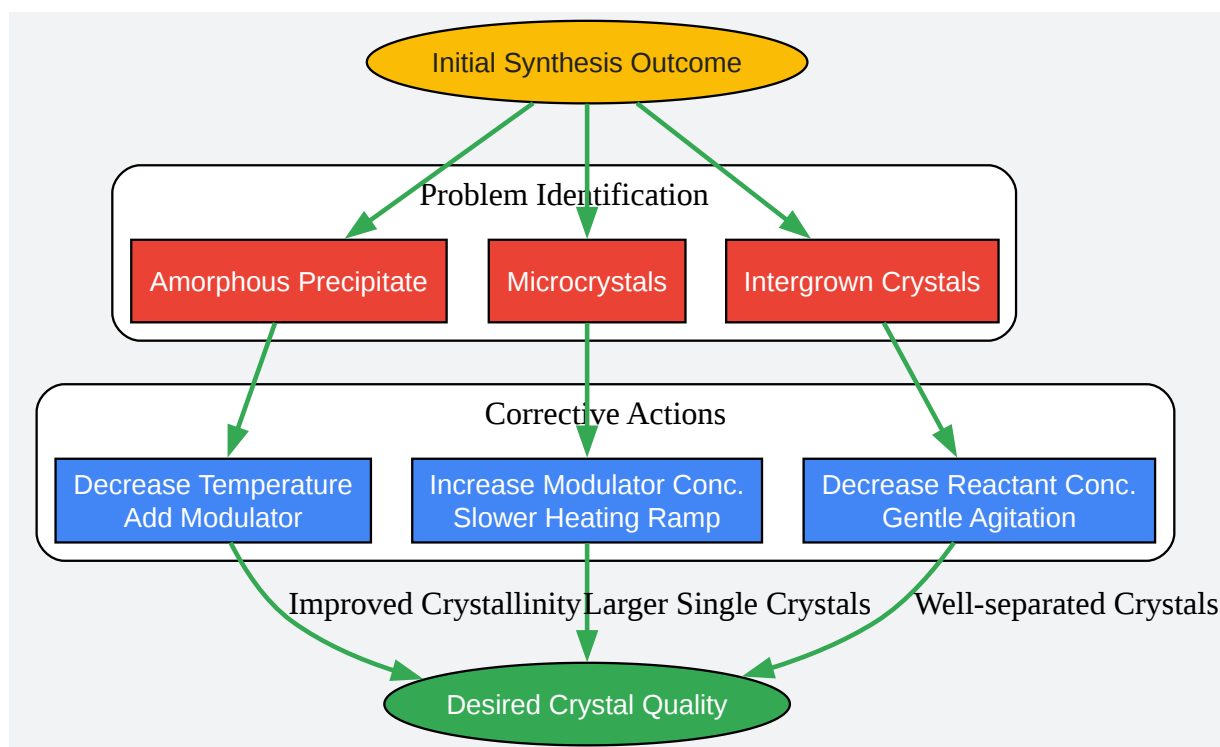 Initial Synthesis Outcome
Problem Identification
Amorphous Precipitate
Microcrystals
Intergrown Crystals
Corrective Actions
Decrease Temperature
Add Modulator
Increase Modulator Conc.
Slower Heating Ramp
Decrease Reactant Conc.
Gentle Agitation
Improved Crystallinity
Larger Single Crystals
Well-separated Crystals
Desired Crystal Quality